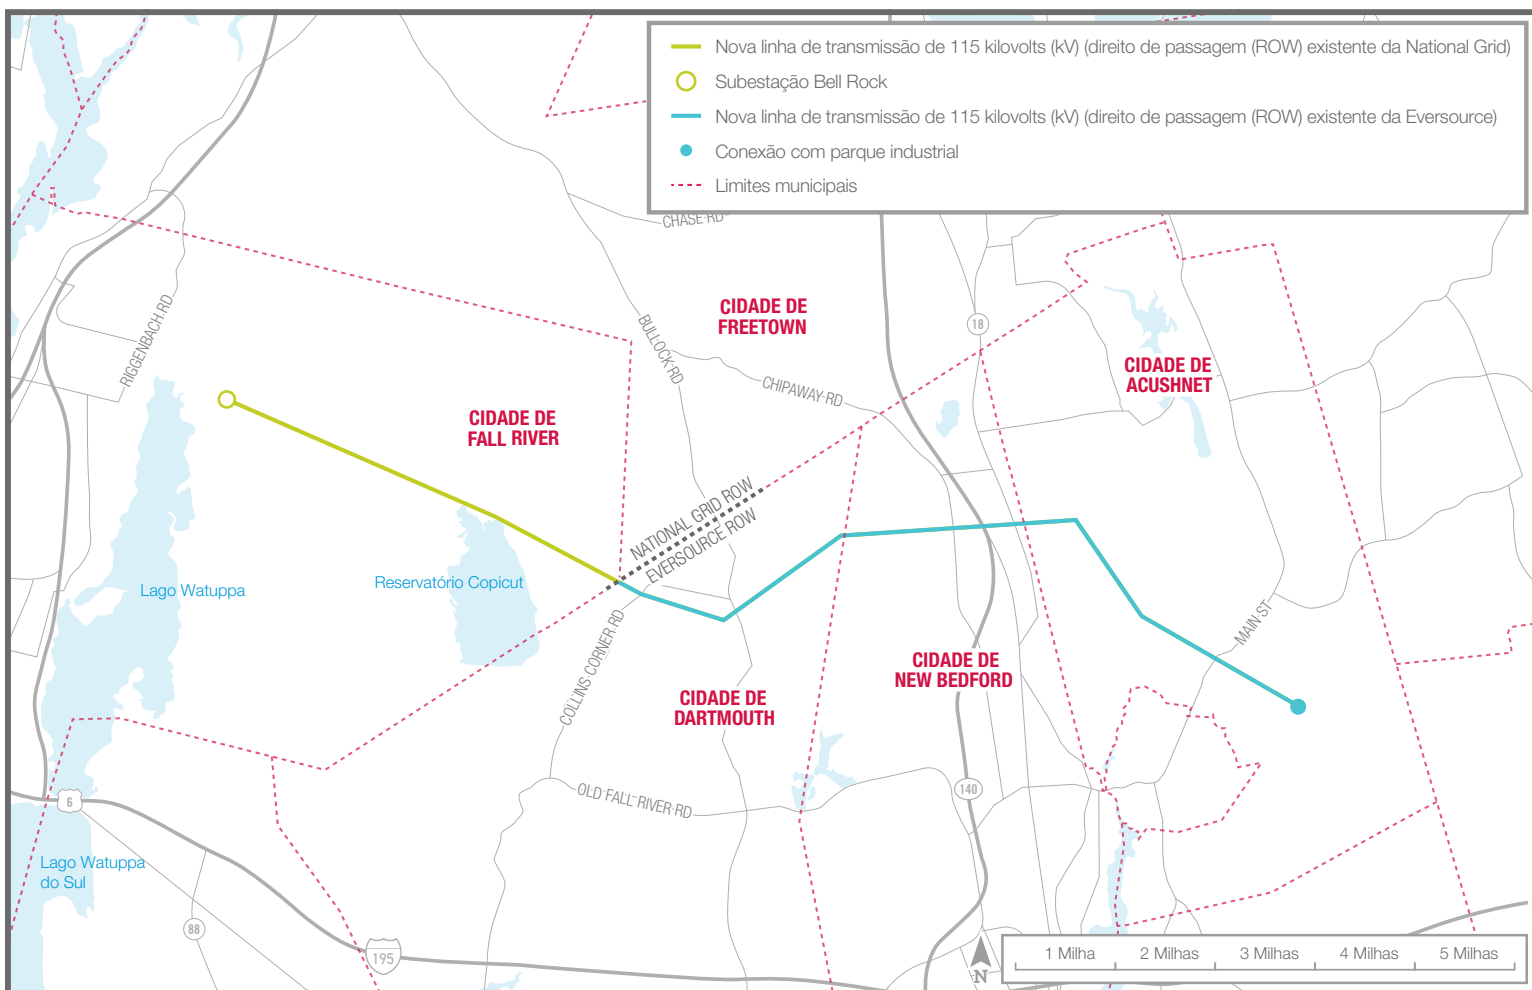 Nova linha de transmissão de 115 kilovolts (kV) (direito de passagem (ROW) existente da National Grid)
Subestação Bell Rock
Nova linha de transmissão de 115 kilovolts (kV) (direito de passagem (ROW) existente da Eversource)
Conexão com parque industrial
Limites municipais
CHASE RD
RIGGENBACH RD
BULLOCK RD
CIDADE DE
FREETOWN
18
CHIPAWAY RD
CIDADE DE
ACUSHNET
CIDADE DE
FALL RIVER
NATIONAL GRID ROW
EVERSOURCE ROW
Lago Watuppa
Reservatório Copicut
COLLINS CORNER RD
MAIN ST
CIDADE DE
NEW BEDFORD
CIDADE DE
DARTMOUTH
OLD FALL RIVER RD
140
6
Lago Watuppa
do Sul
88
195
N
1 Milha
2 Milhas
3 Milhas
4 Milhas
5 Milhas